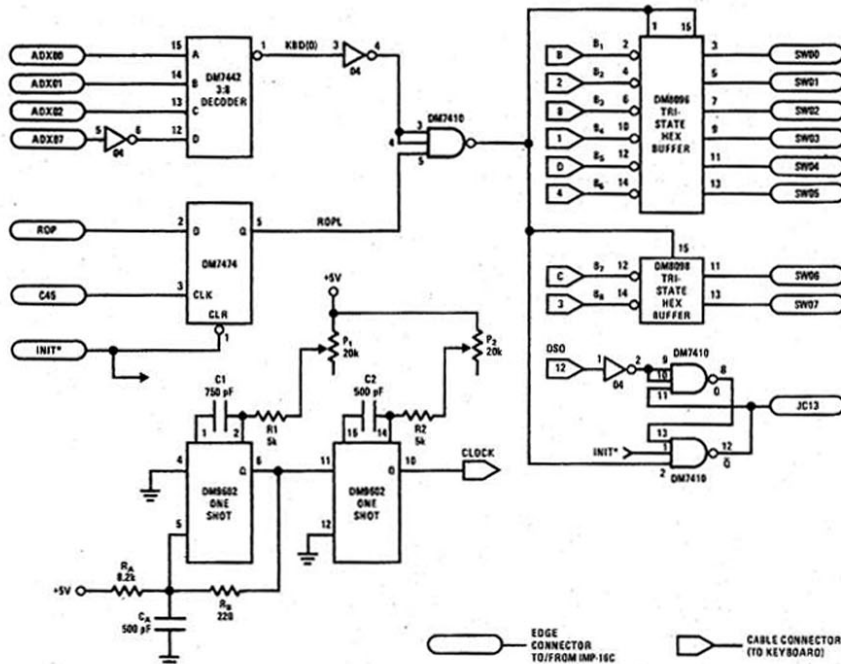 ADX00
ADX01
ADX02
ADX07
5
6
04
15
14
13
12
A
B
C
D
DM7442
3:8
DECODER
1
KBD(0)
3
4
04
DM7410
3
4
5
ROP
C45
INIT*
2
3
D
Q
DM7474
CLK
CLR
1
5
ROPL
1
15
B
2
8
1
D
4
B1
B2
B3
B4
B5
B6
2
4
6
10
12
14
DM8096
TRI-
STATE
HEX
BUFFER
3
5
7
9
11
13
SW00
SW01
SW02
SW03
SW04
SW05
15
C
3
B7
B8
12
14
DM8098
TRI-
STATE
HEX
BUFFER
11
13
SW06
SW07
+5V
P1
20k
P2
20k
C1
750 pF
C2
500 pF
R1
5k
R2
5k
1
2
15
14
4
5
Q
6
DM9602
ONE
SHOT
11
12
10
DM9602
ONE
SHOT
CLOCK
OSO
12
1
2
04
9
10
11
DM7410
8
Q
13
1
2
INIT*
12
Q̄
DM7410
JC13
+5V
RA
8.2k
RB
220
CA
500 pF
EDGE
CONNECTOR
TO/FROM IMP-16C
CABLE CONNECTOR
(TO KEYBOARD)